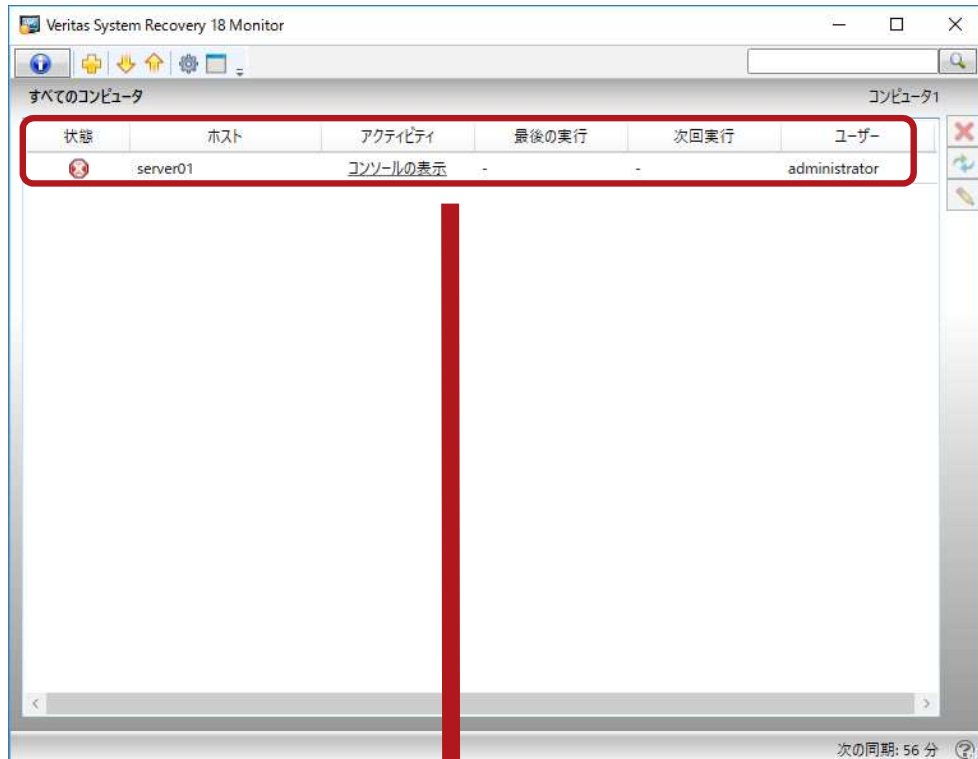 Veritas System Recovery 18 Monitor
すべてのコンピュータ コンピュータ1
状態 ホスト アクティビティ 最後の実行 次回実行 ユーザー
server01 コンソールの表示 - - administrator
次の同期: 56 分